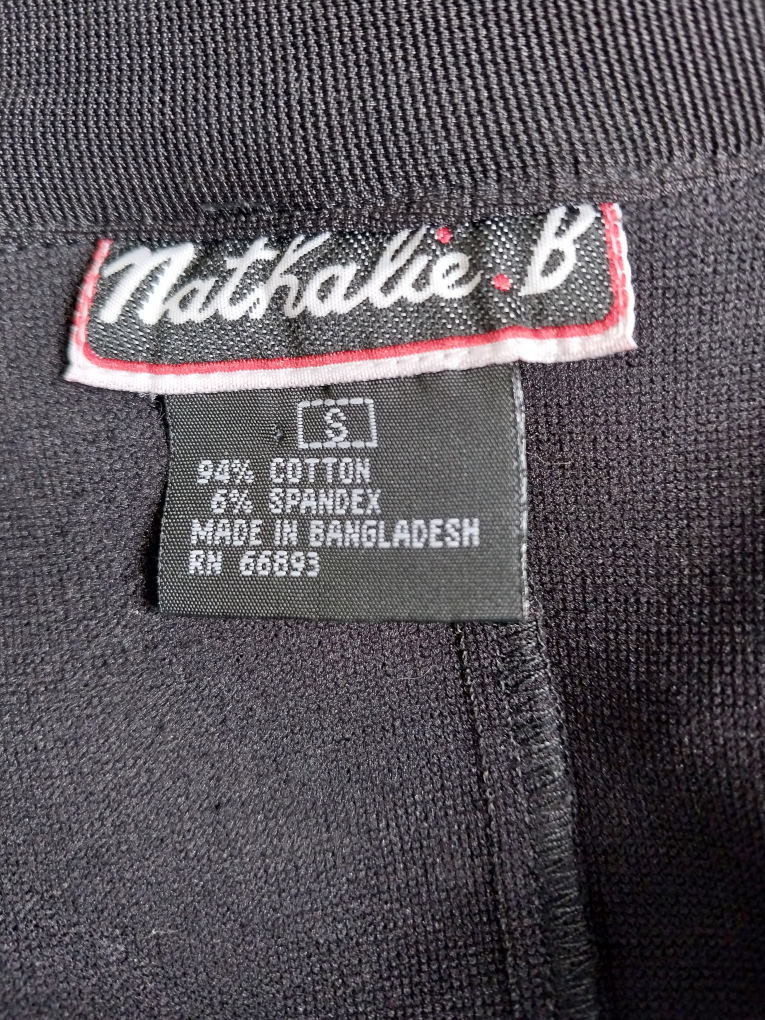 Nathalie B
S
94% COTTON
6% SPANDEX
MADE IN BANGLADESH
RN 66893